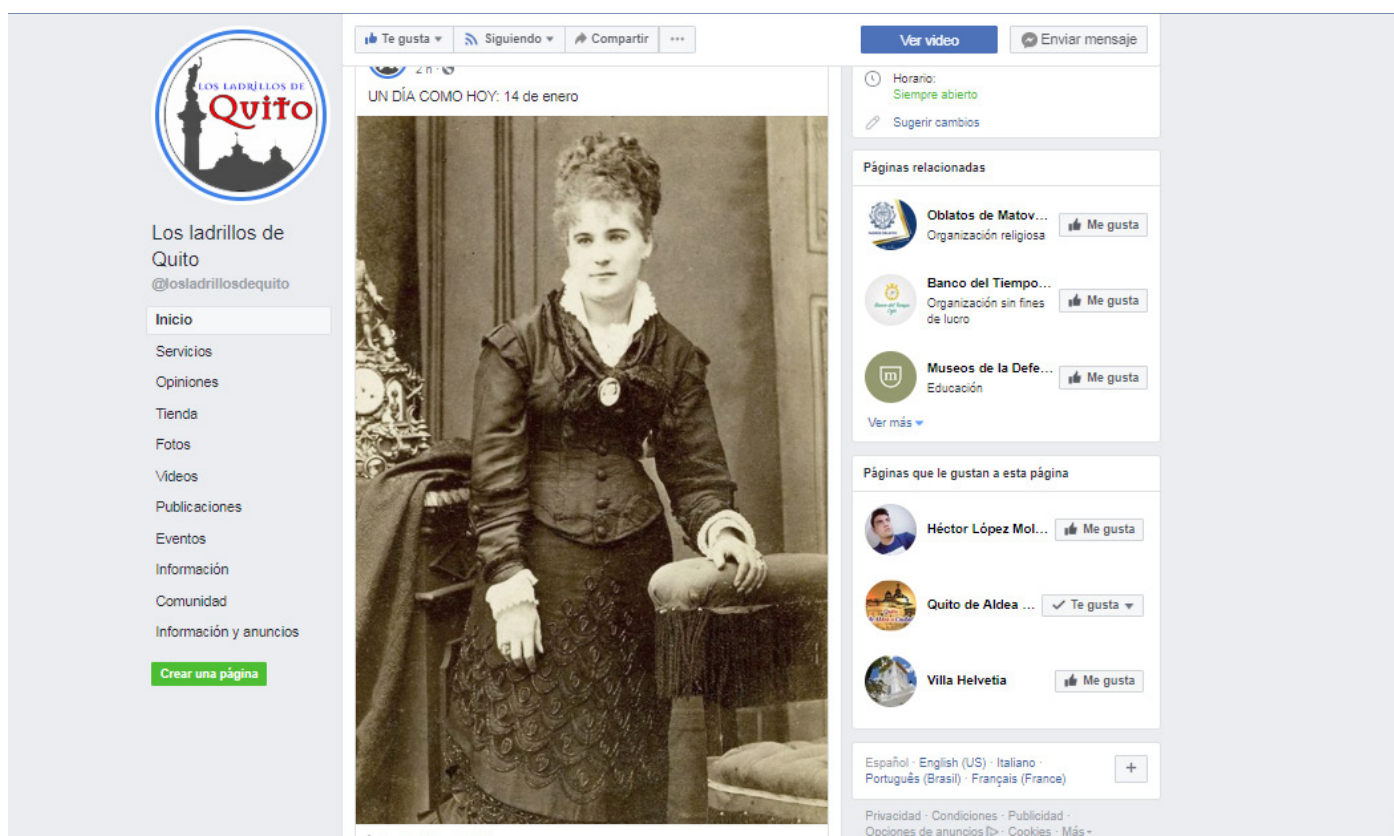 LOS LADRILLOS DE
QUITO
Los ladrillos de
Quito
@losladrillosdequito
Inicio
Servicios
Opiniones
Tienda
Fotos
Videos
Publicaciones
Eventos
Información
Comunidad
Información y anuncios
Crear una página
Te gusta
Siguiendo
Compartir
...
Ver video
Enviar mensaje
2 h ·
UN DÍA COMO HOY: 14 de enero
Horario:
Siempre abierto
Sugerir cambios
Páginas relacionadas
Oblatos de Matov...
Organización religiosa
Me gusta
Banco del Tiempo...
Organización sin fines
de lucro
Me gusta
m
Museos de la Defe...
Educación
Me gusta
Ver más
Páginas que le gustan a esta página
Héctor López Mol...
Me gusta
Quito de Aldea ...
Te gusta
Villa Helvetia
Me gusta
Español · English (US) · Italiano ·
Português (Brasil) · Français (France)
+
Privacidad · Condiciones · Publicidad ·
Opciones de anuncios · Cookies · Más